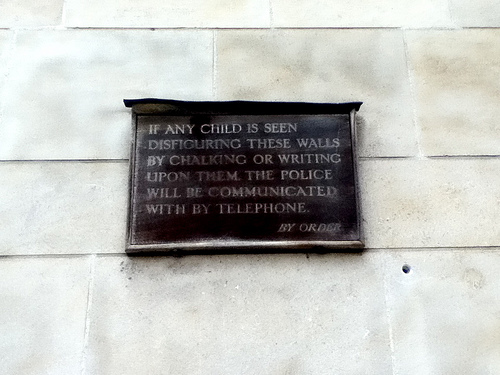 IF ANY CHILD IS SEEN
DISFIGURING THESE WALLS
BY CHALKING OR WRITING
UPON THEM, THE POLICE
WILL BE COMMUNICATED
WITH BY TELEPHONE.
BY ORDER